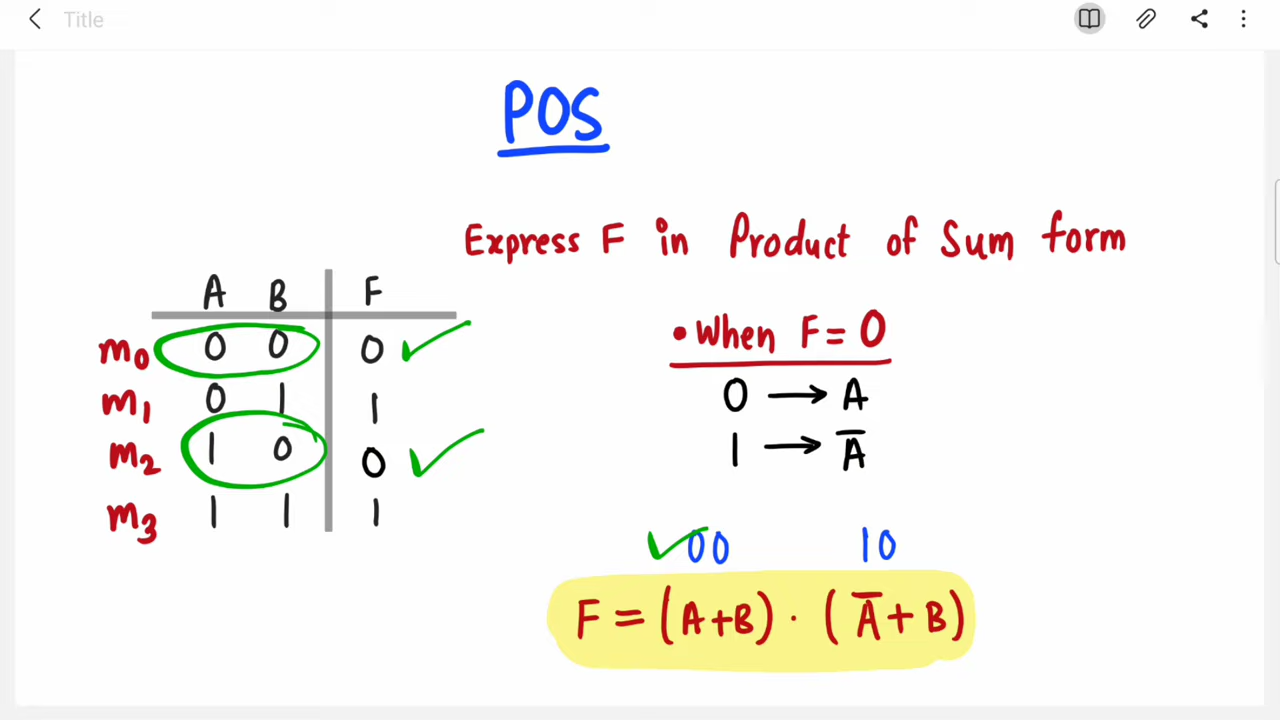 Title
POS
Express F in Product of Sum form
A B F
m0 0 0 0
m1 0 1 1
m2 1 0 0
m3 1 1 1
• When F = 0
0 → A
1 → A̅
00 10
F = (A+B) · (A̅+B)